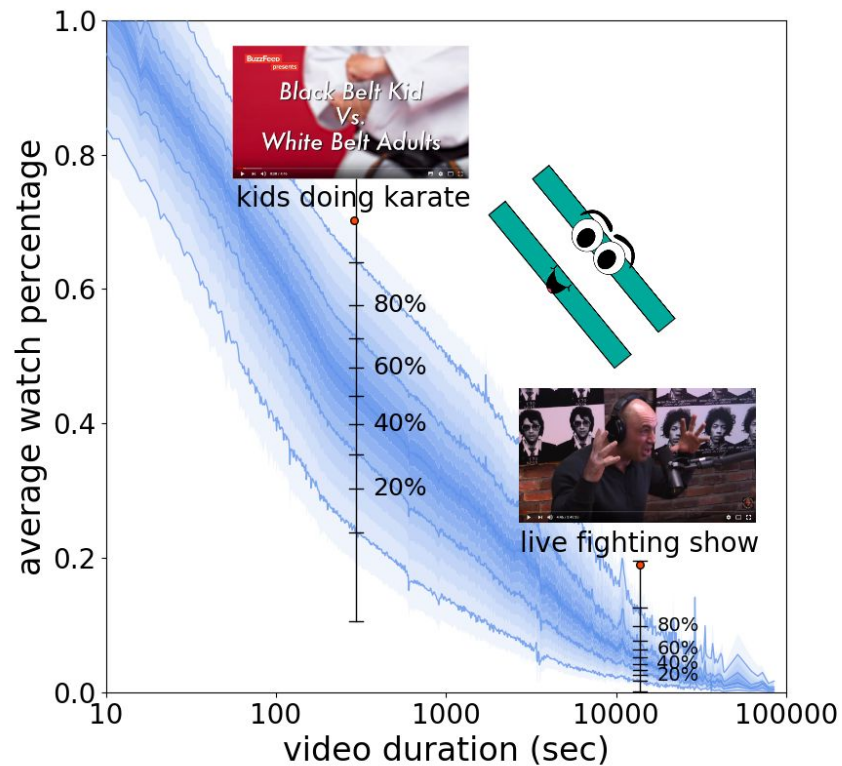 1.0
0.8
0.6
0.4
0.2
0.0
average watch percentage
BuzzFeed
presents
Black Belt Kid
Vs.
White Belt Adults
kids doing karate
80%
60%
40%
20%
live fighting show
80%
60%
40%
20%
10
100
1000
10000
100000
video duration (sec)